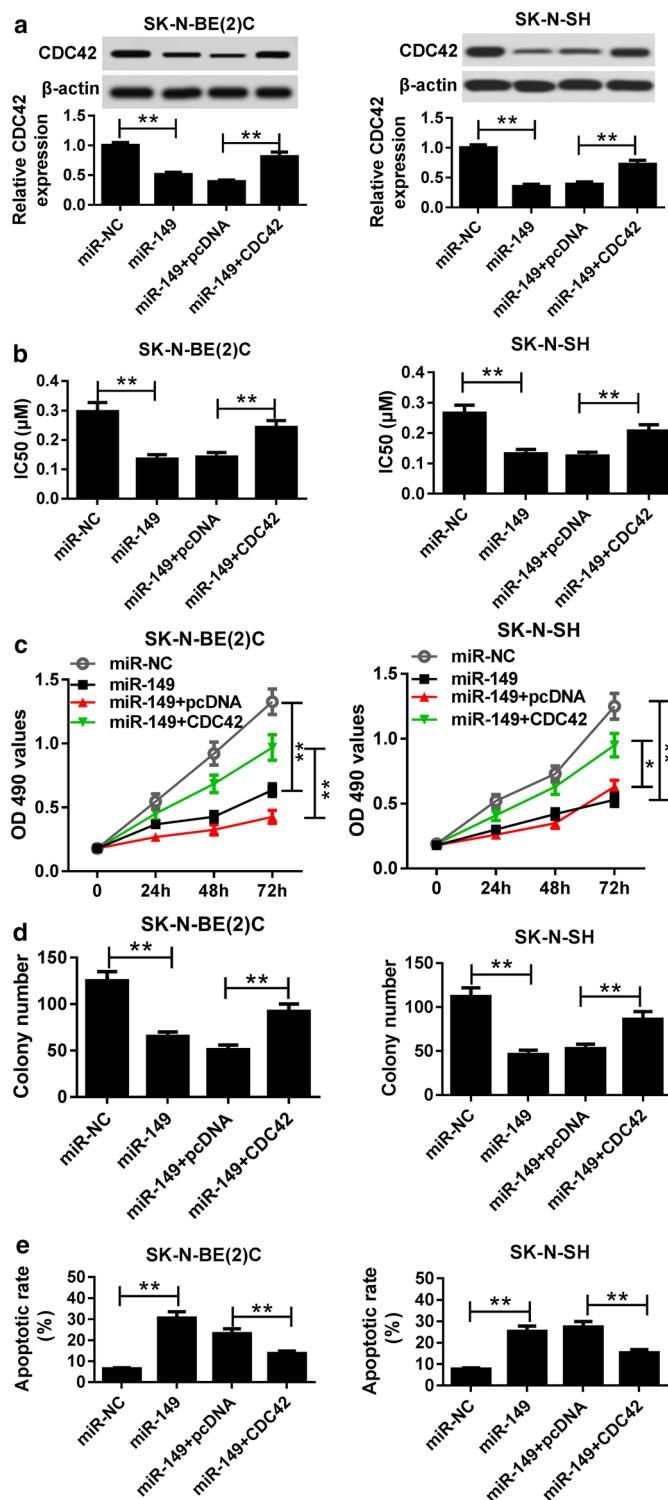 a
SK-N-BE(2)C
CDC42
β-actin
Relative CDC42
expression
1.5
1.0
0.5
0.0
**
**
miR-NC
miR-149
miR-149+pcDNA
miR-149+CDC42
SK-N-SH
CDC42
β-actin
Relative CDC42
expression
1.5
1.0
0.5
0.0
**
**
miR-NC
miR-149
miR-149+pcDNA
miR-149+CDC42
b
SK-N-BE(2)C
IC50 (μM)
0.4
0.3
0.2
0.1
0.0
**
**
miR-NC
miR-149
miR-149+pcDNA
miR-149+CDC42
SK-N-SH
IC50 (μM)
0.4
0.3
0.2
0.1
0.0
**
**
miR-NC
miR-149
miR-149+pcDNA
miR-149+CDC42
c
SK-N-BE(2)C
miR-NC
miR-149
miR-149+pcDNA
miR-149+CDC42
OD 490 values
1.5
1.0
0.5
0.0
**
**
0
24h
48h
72h
SK-N-SH
miR-NC
miR-149
miR-149+pcDNA
miR-149+CDC42
OD 490 values
1.5
1.0
0.5
0.0
*
0
24h
48h
72h
d
SK-N-BE(2)C
Colony number
150
100
50
0
**
**
miR-NC
miR-149
miR-149+pcDNA
miR-149+CDC42
SK-N-SH
Colony number
150
100
50
0
**
**
miR-NC
miR-149
miR-149+pcDNA
miR-149+CDC42
e
SK-N-BE(2)C
Apoptotic rate
(%)
50
40
30
20
10
0
**
**
miR-NC
miR-149
miR-149+pcDNA
miR-149+CDC42
SK-N-SH
Apoptotic rate
(%)
50
40
30
20
10
0
**
**
miR-NC
miR-149
miR-149+pcDNA
miR-149+CDC42